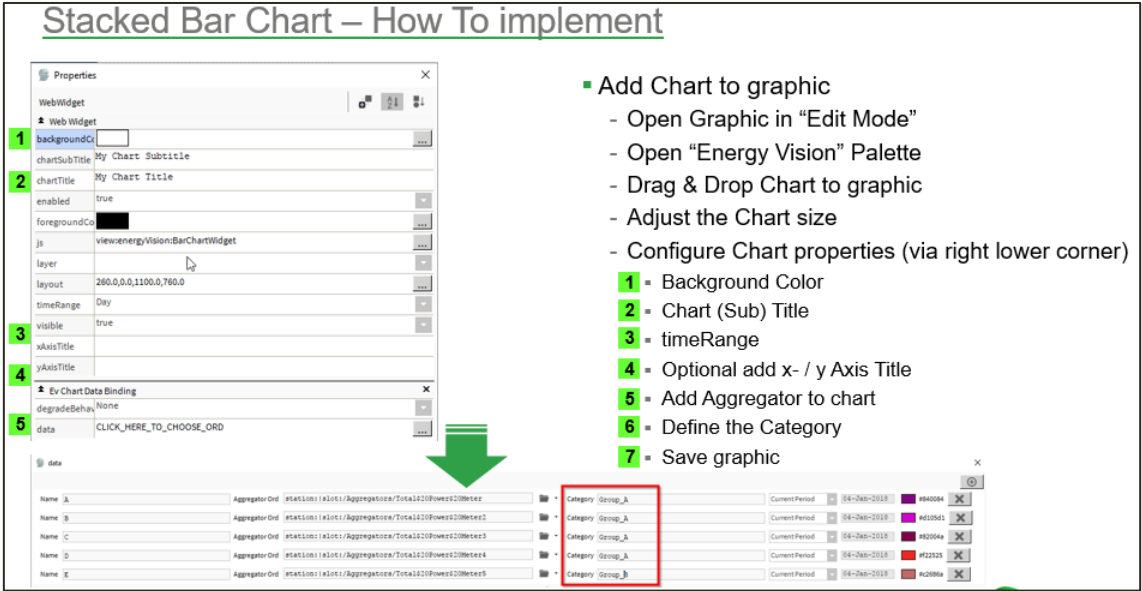 Stacked Bar Chart – How To implement
Properties
WebWidget
Web Widget
1 backgroundCo
chartSubTitle My Chart Subtitle
2 chartTitle My Chart Title
enabled true
foregroundCo
js view:energyVision:BarChartWidget
layer
layout 260.0,0.0,1100.0,760.0
timeRange Day
visible true
3
xAxisTitle
yAxisTitle
4
Ev Chart Data Binding
degradeBehav None
5 data CLICK_HERE_TO_CHOOSE_ORD
Add Chart to graphic
- Open Graphic in “Edit Mode”
- Open “Energy Vision” Palette
- Drag & Drop Chart to graphic
- Adjust the Chart size
- Configure Chart properties (via right lower corner)
1 Background Color
2 Chart (Sub) Title
3 timeRange
4 Optional add x- / y Axis Title
5 Add Aggregator to chart
6 Define the Category
7 Save graphic
data
Name A Aggregator Ord station:|slot:/Aggregators/Total$20Power$20Meter Category Group_A Current Period 04-Jan-2018 #840084
Name B Aggregator Ord station:|slot:/Aggregators/Total$20Power$20Meter2 Category Group_A Current Period 04-Jan-2018 #d105d1
Name C Aggregator Ord station:|slot:/Aggregators/Total$20Power$20Meter3 Category Group_A Current Period 04-Jan-2018 #82004a
Name D Aggregator Ord station:|slot:/Aggregators/Total$20Power$20Meter4 Category Group_A Current Period 04-Jan-2018 #f22525
Name E Aggregator Ord station:|slot:/Aggregators/Total$20Power$20Meter5 Category Group_B Current Period 04-Jan-2018 #c2686a